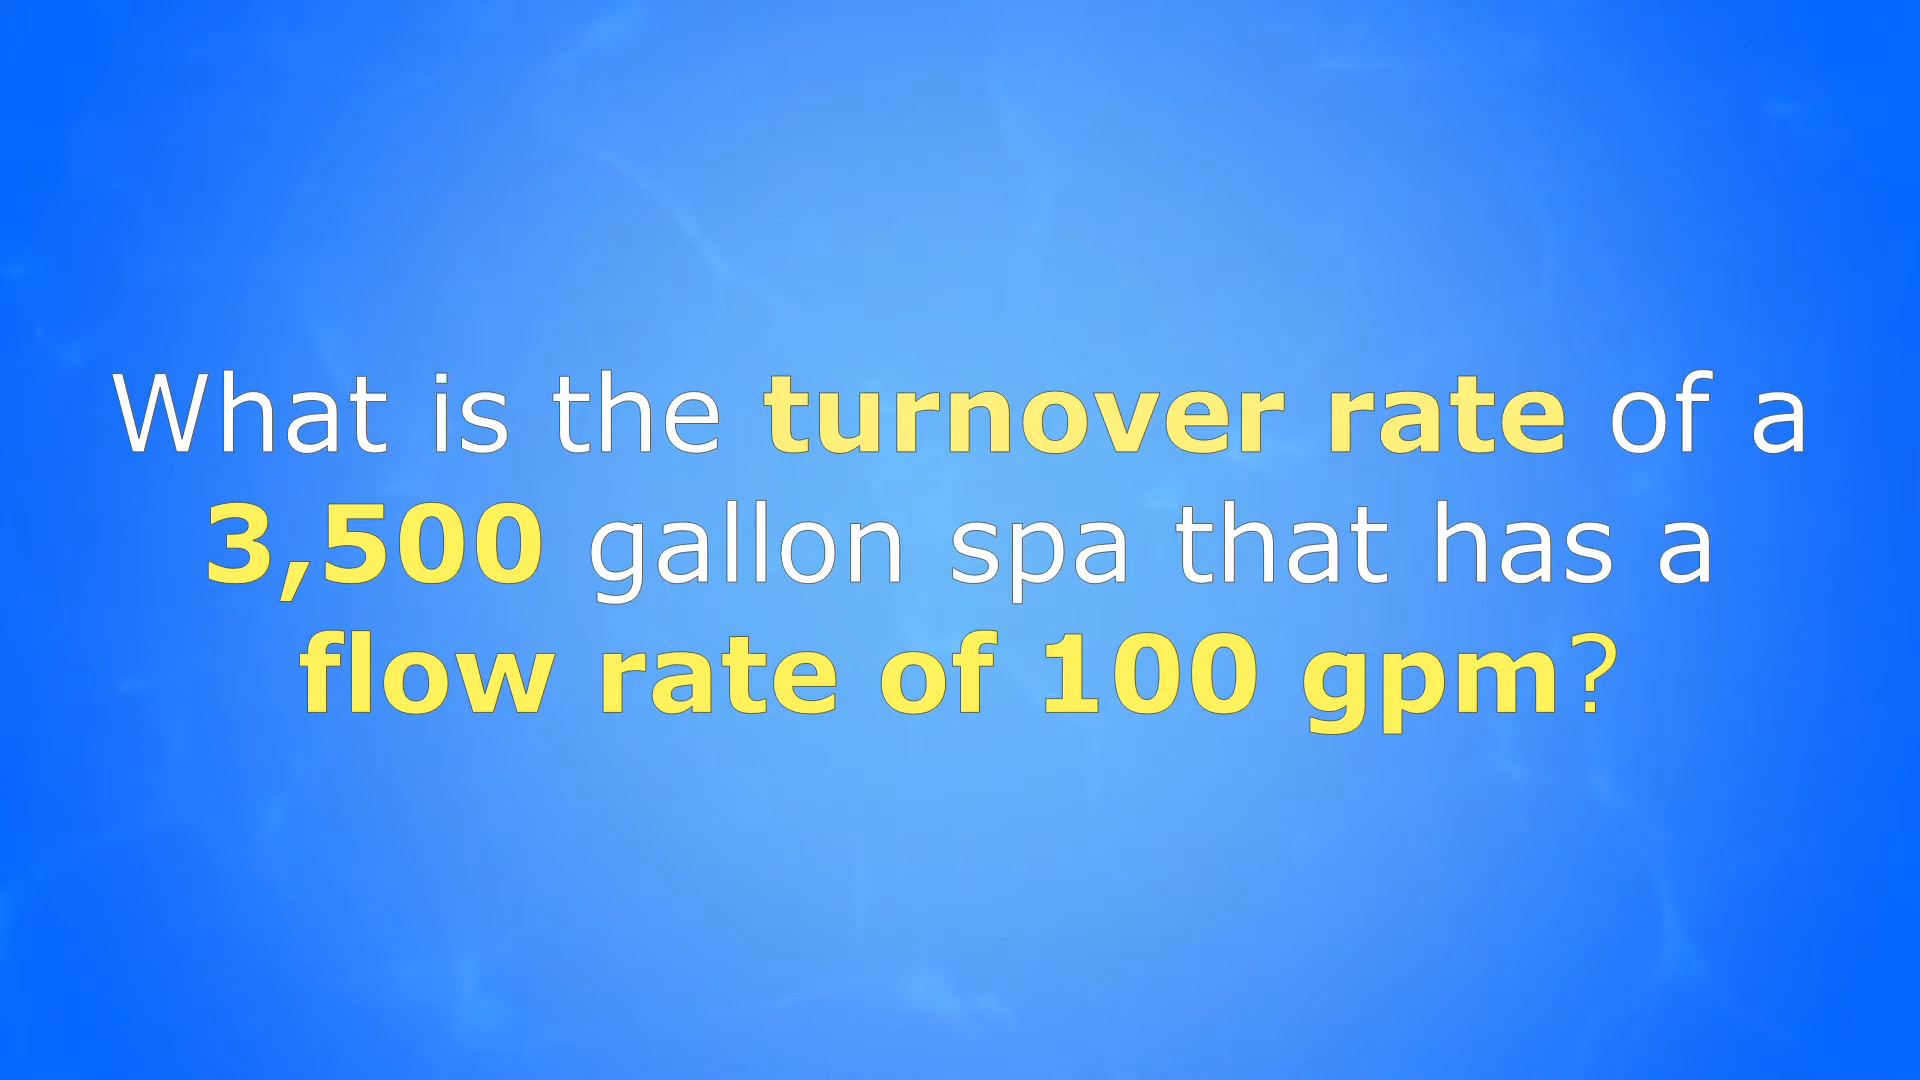 What is the turnover rate of a
3,500 gallon spa that has a
flow rate of 100 gpm?